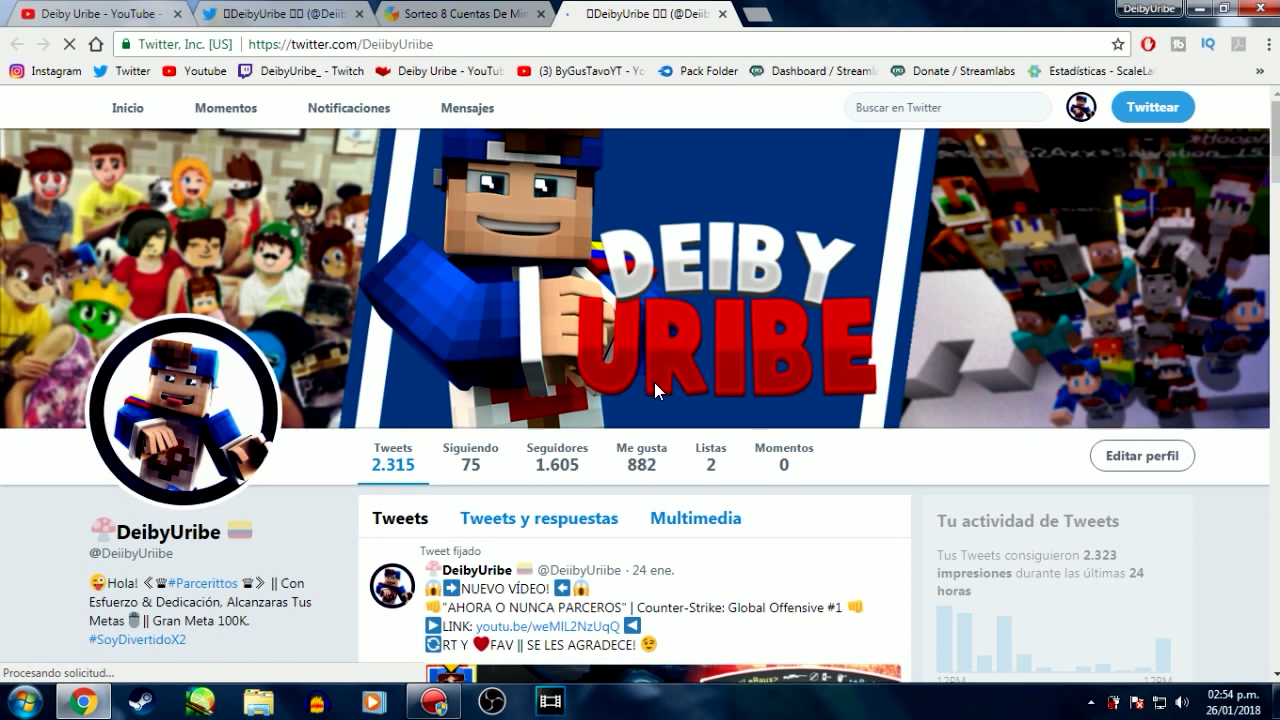 Deiby Uribe - YouTube -
DeibyUribe (@Deiib
Sorteo 8 Cuentas De Min
DeibyUribe (@Deiib
DeibyUribe
Twitter, Inc. [US] https://twitter.com/DeiibyUriibe
Instagram Twitter Youtube DeibyUribe_ - Twitch Deiby Uribe - YouTu (3) ByGusTavoYT - Yo Pack Folder Dashboard / Streaml Donate / Streamlabs Estadísticas - ScaleLa »
Inicio Momentos Notificaciones Mensajes Buscar en Twitter Twittear
DEIBY
URIBE
Tweets Siguiendo Seguidores Me gusta Listas Momentos
2.315 75 1.605 882 2 0
Editar perfil
🍄DeibyUribe 🇨🇴
@DeiibyUriibe
😜Hola! 《♕#Parcerittos ♛》 || Con
Esfuerzo & Dedicación, Alcanzaras Tus
Metas 🗿|| Gran Meta 100K.
#SoyDivertidoX2
Tweets Tweets y respuestas Multimedia
Tweet fijado
🍄DeibyUribe 🇨🇴 @DeiibyUriibe · 24 ene.
😱➡NUEVO VÍDEO! ⬅😱
👊"AHORA O NUNCA PARCEROS" | Counter-Strike: Global Offensive #1 👊
▶LINK: youtu.be/weMIL2NzUqQ ◀
🔄RT Y ❤FAV || SE LES AGRADECE! 😉
Tu actividad de Tweets
Tus Tweets consiguieron 2.323
impresiones durante las últimas 24
horas
12PM 12PM
Procesando solicitud...
02:54 p.m.
26/01/2018